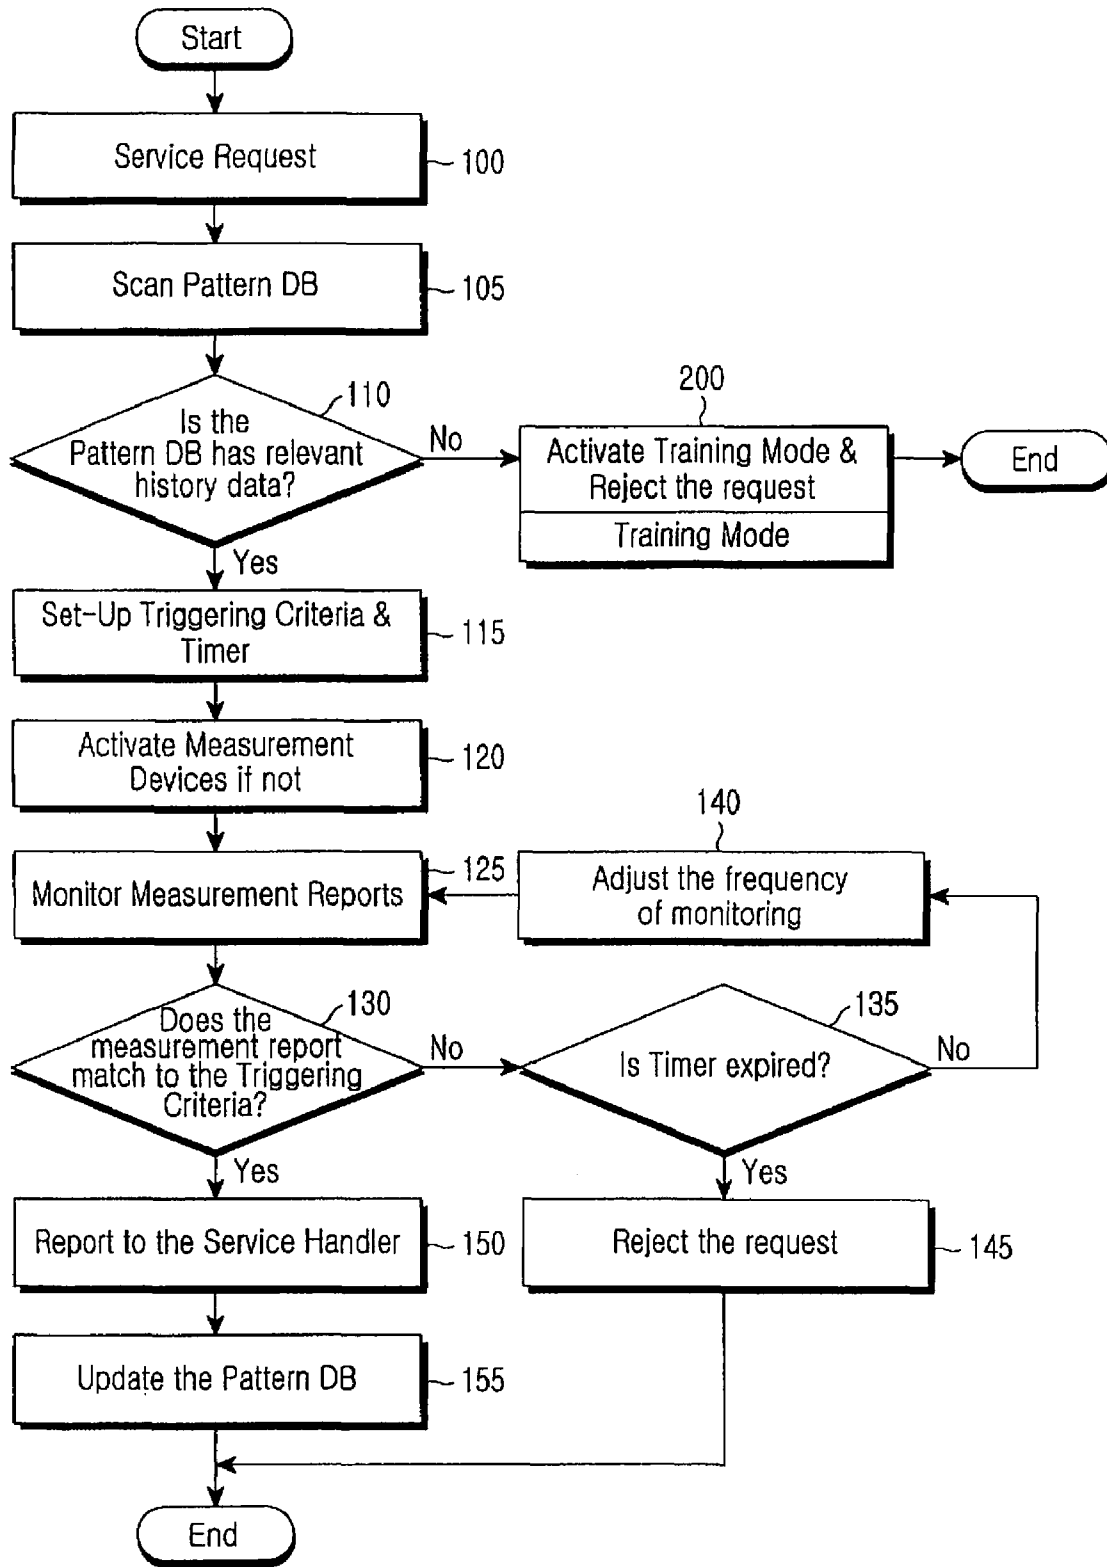 Start
Service Request
100
Scan Pattern DB
105
110
Is the
Pattern DB has relevant
history data?
No
200
Activate Training Mode &
Reject the request
Training Mode
End
Yes
Set-Up Triggering Criteria &
Timer
115
Activate Measurement
Devices if not
120
140
Monitor Measurement Reports
125
Adjust the frequency
of monitoring
130
Does the
measurement report
match to the Triggering
Criteria?
No
135
Is Timer expired?
No
Yes
Yes
Report to the Service Handler
150
Reject the request
145
Update the Pattern DB
155
End